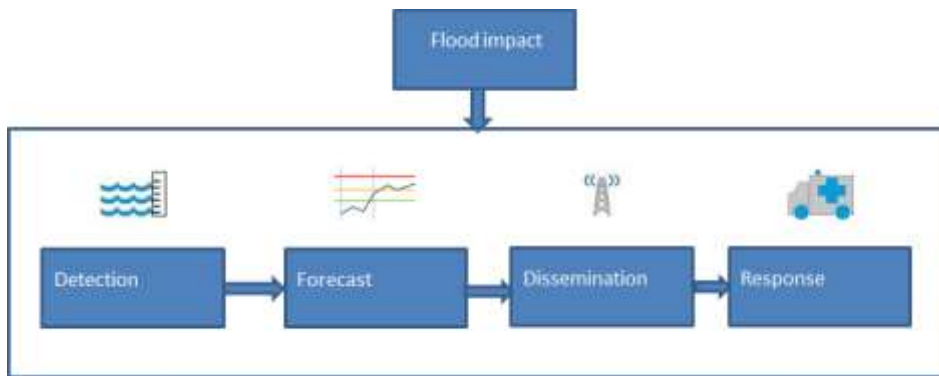 Flood impact
Detection
Forecast
Dissemination
Response